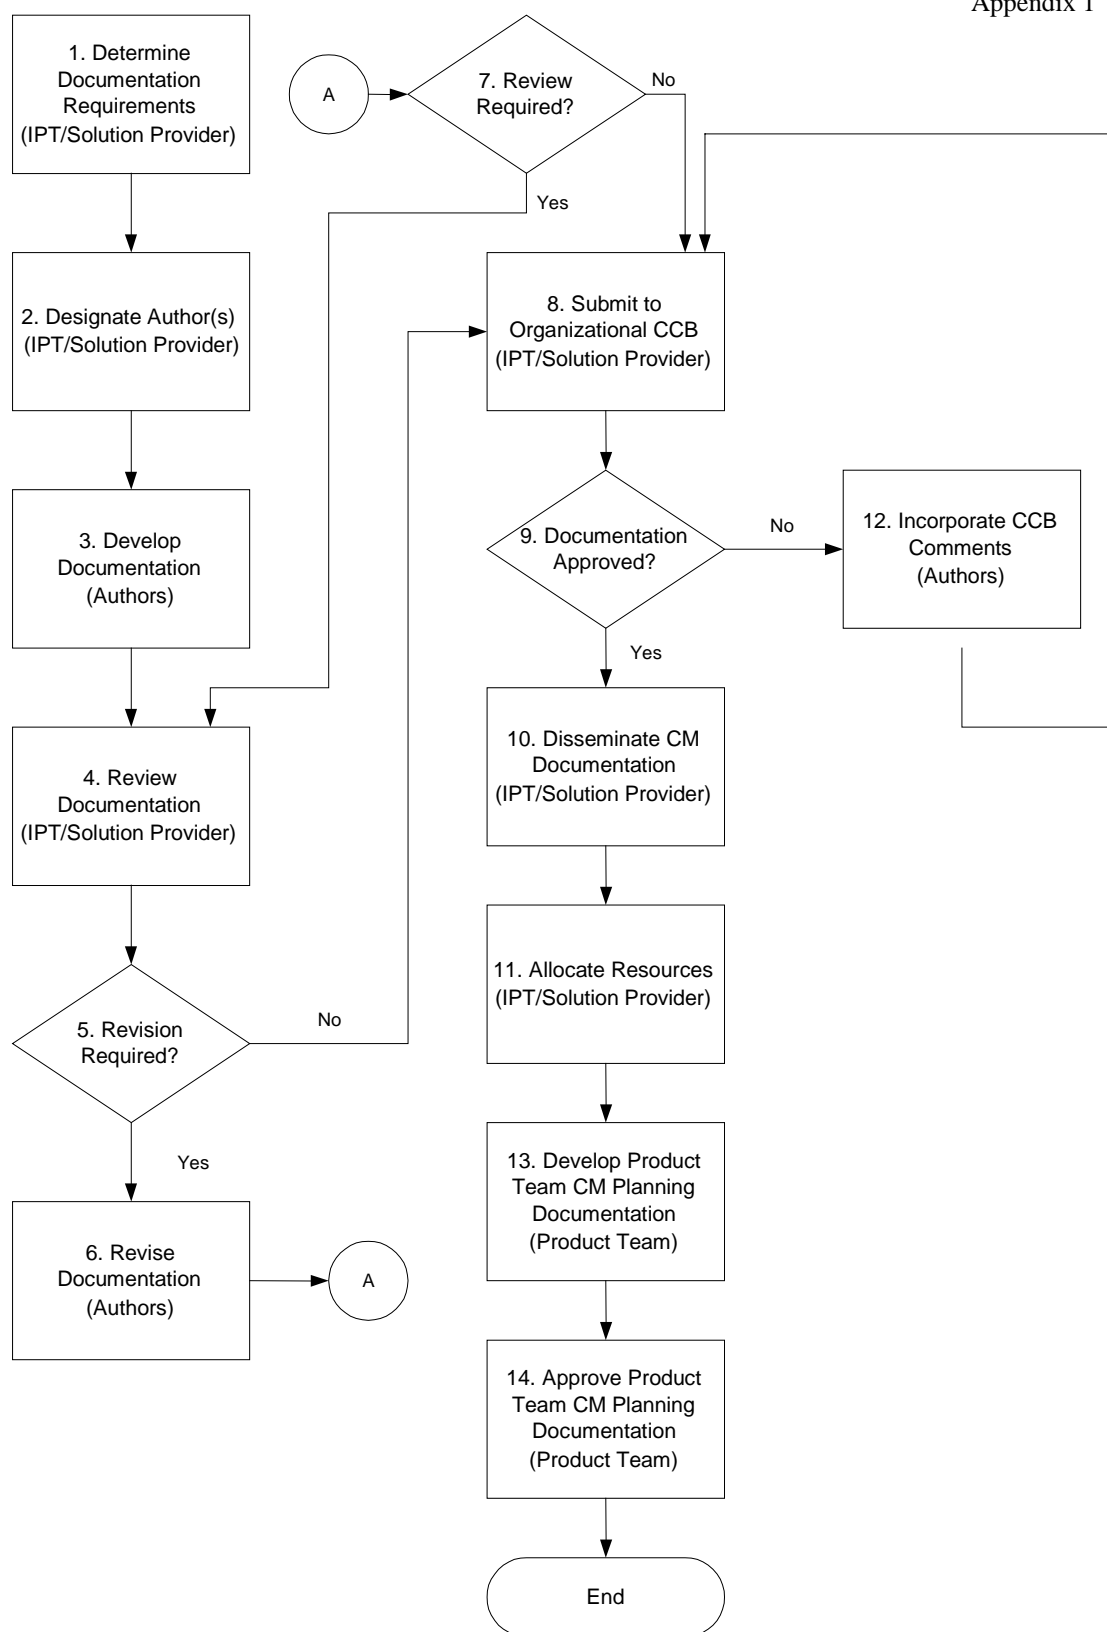 Appendix 1
1. Determine
Documentation
Requirements
(IPT/Solution Provider)
2. Designate Author(s)
(IPT/Solution Provider)
3. Develop
Documentation
(Authors)
4. Review
Documentation
(IPT/Solution Provider)
5. Revision
Required?
No
Yes
6. Revise
Documentation
(Authors)
A
A
7. Review
Required?
No
Yes
8. Submit to
Organizational CCB
(IPT/Solution Provider)
9. Documentation
Approved?
No
Yes
12. Incorporate CCB
Comments
(Authors)
10. Disseminate CM
Documentation
(IPT/Solution Provider)
11. Allocate Resources
(IPT/Solution Provider)
13. Develop Product
Team CM Planning
Documentation
(Product Team)
14. Approve Product
Team CM Planning
Documentation
(Product Team)
End